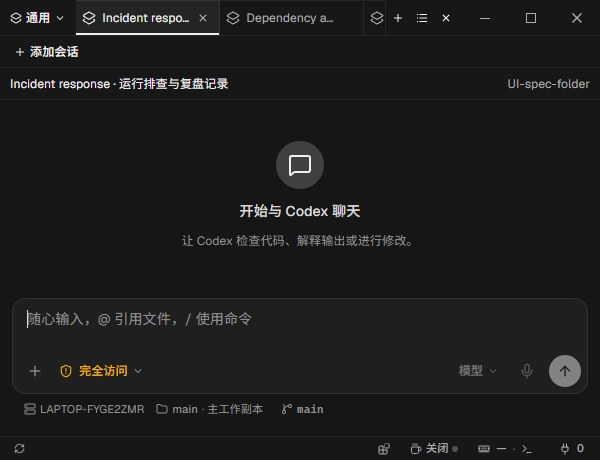 通用 Incident respo… Dependency a…
添加会话
Incident response · 运行排查与复盘记录 UI-spec-folder
开始与 Codex 聊天
让 Codex 检查代码、解释输出或进行修改。
随心输入，@ 引用文件，/ 使用命令
完全访问 模型
LAPTOP-FYGE2ZMR main · 主工作副本 main
关闭 — · 0